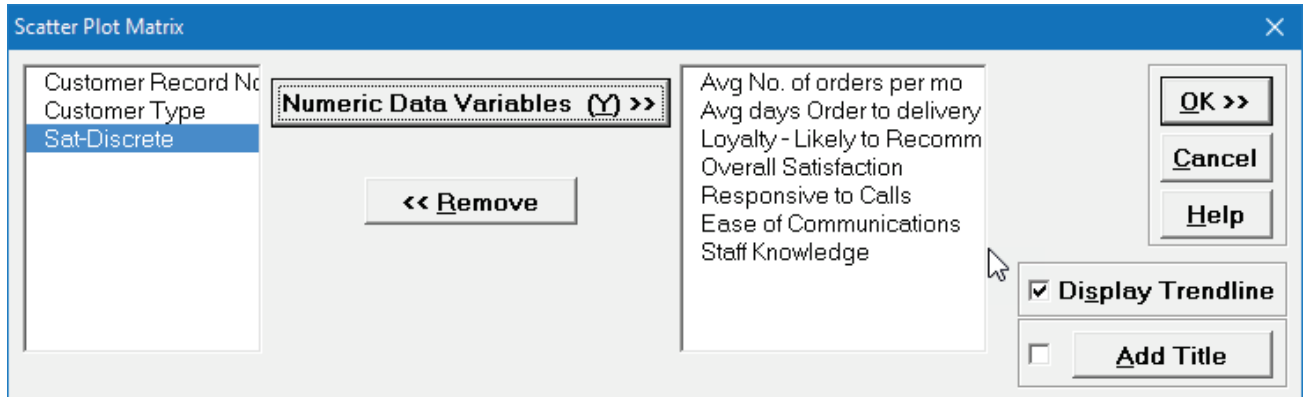 Scatter Plot Matrix
Customer Record No
Customer Type
Sat-Discrete
Numeric Data Variables (Y) >>
<< Remove
Avg No. of orders per mo
Avg days Order to delivery
Loyalty - Likely to Recomm
Overall Satisfaction
Responsive to Calls
Ease of Communications
Staff Knowledge
OK >>
Cancel
Help
Display Trendline
Add Title